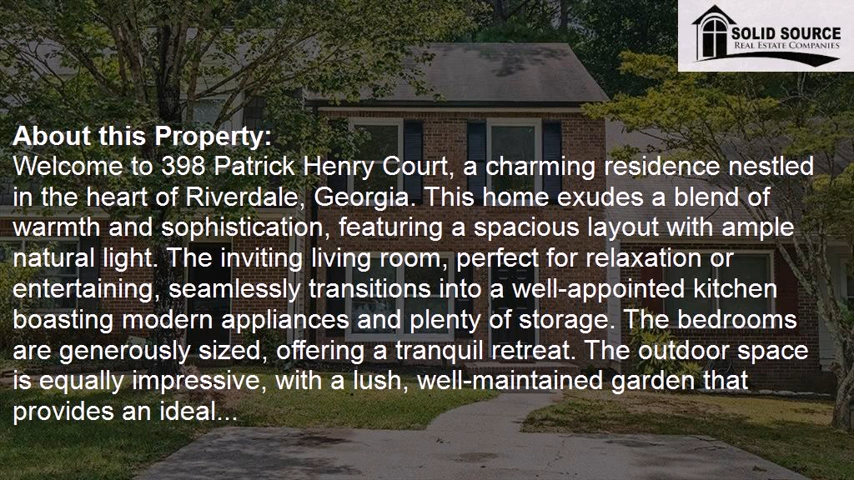 SOLID SOURCE
REAL ESTATE COMPANIES
About this Property:
Welcome to 398 Patrick Henry Court, a charming residence nestled
in the heart of Riverdale, Georgia. This home exudes a blend of
warmth and sophistication, featuring a spacious layout with ample
natural light. The inviting living room, perfect for relaxation or
entertaining, seamlessly transitions into a well-appointed kitchen
boasting modern appliances and plenty of storage. The bedrooms
are generously sized, offering a tranquil retreat. The outdoor space
is equally impressive, with a lush, well-maintained garden that
provides an ideal...